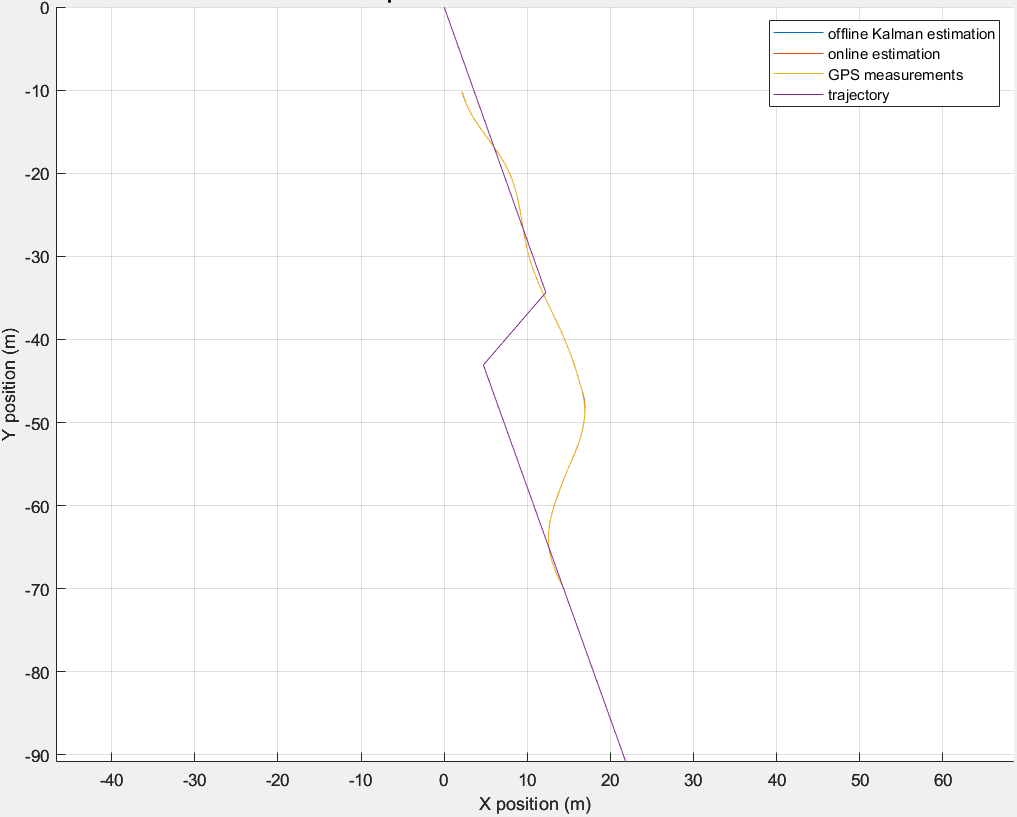 0
-10
-20
-30
-40
-50
-60
-70
-80
-90
Y position (m)
offline Kalman estimation
online estimation
GPS measurements
trajectory
-40 -30 -20 -10 0 10 20 30 40 50 60
X position (m)